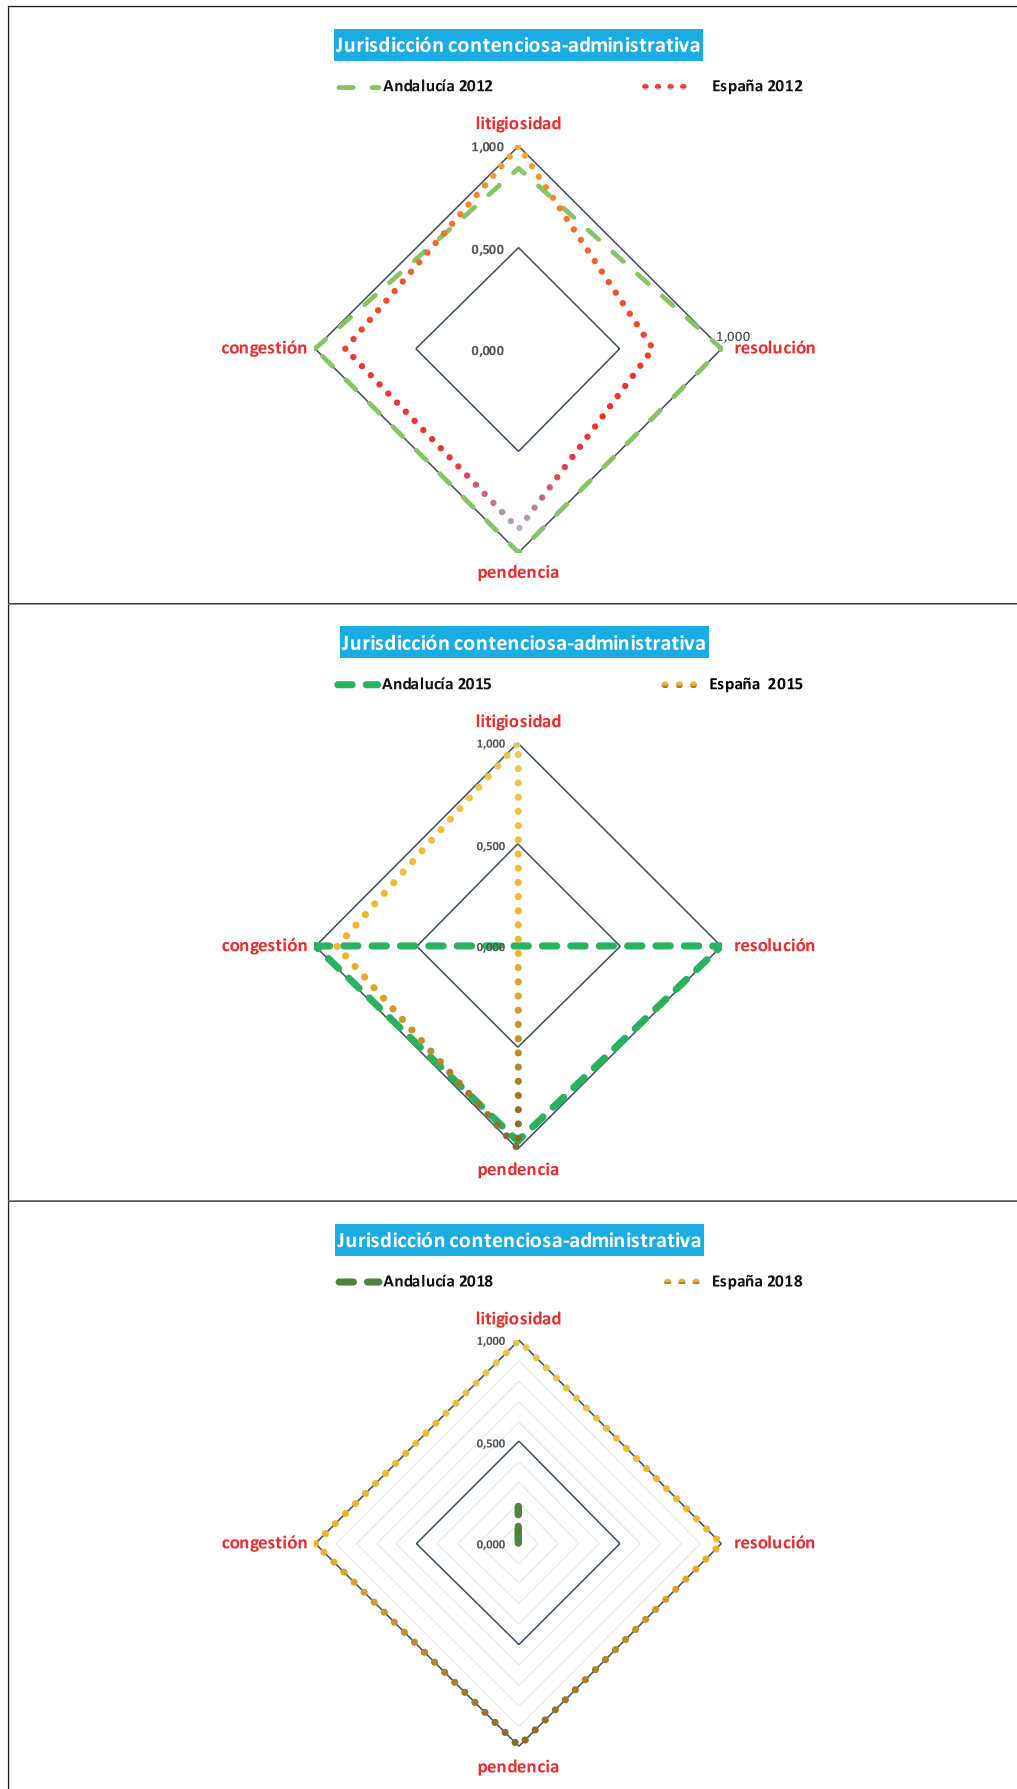 Jurisdicción contenciosa-administrativa
Andalucía 2012 España 2012
litigiosidad
1,000
0,500
1,000
congestión 0,000 resolución
pendencia
Jurisdicción contenciosa-administrativa
Andalucía 2015 España 2015
litigiosidad
1,000
0,500
congestión 0,000 resolución
pendencia
Jurisdicción contenciosa-administrativa
Andalucía 2018 España 2018
litigiosidad
1,000
0,500
congestión 0,000 resolución
pendencia